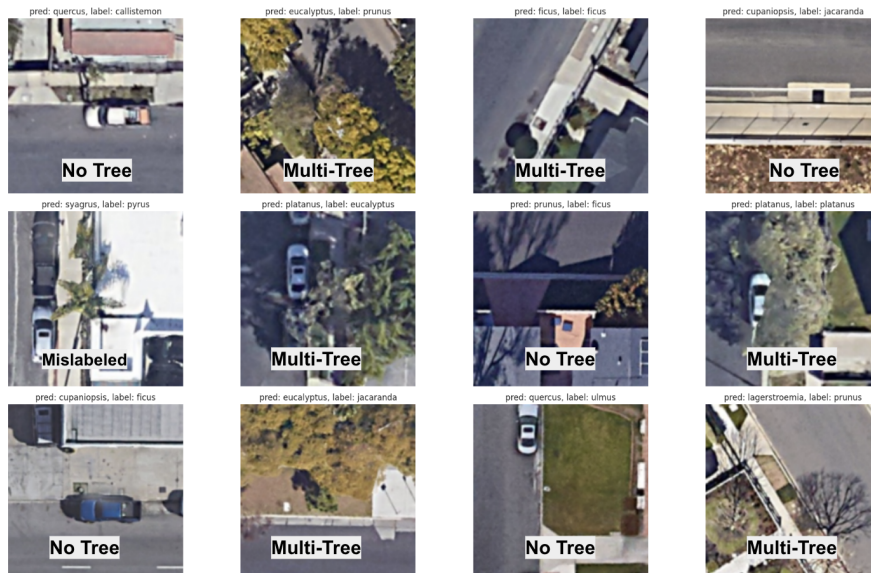 pred: quercus, label: callistemon
pred: eucalyptus, label: prunus
pred: ficus, label: ficus
pred: cupaniopsis, label: jacaranda
No Tree
Multi-Tree
Multi-Tree
No Tree
pred: syagrus, label: pyrus
pred: platanus, label: eucalyptus
pred: prunus, label: ficus
pred: platanus, label: platanus
Mislabeled
Multi-Tree
No Tree
Multi-Tree
pred: cupaniopsis, label: ficus
pred: eucalyptus, label: jacaranda
pred: quercus, label: ulmus
pred: lagerstroemia, label: prunus
No Tree
Multi-Tree
No Tree
Multi-Tree